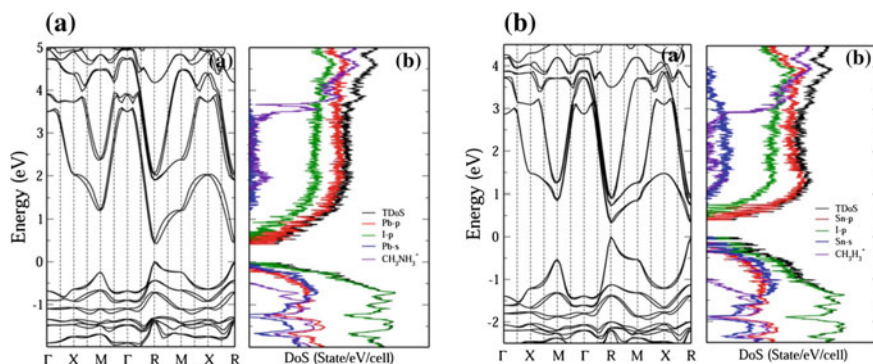 (a)
(b)
5
4
3
2
1
0
-1
Energy (eV)
(a)
(b)
TDoS
Pb-p
I-p
Pb-s
CH₃NH₃⁺
Γ X M Γ R M X R
DoS (State/eV/cell)
4
3
2
1
0
-1
-2
Energy (eV)
(a)
(b)
TDoS
Sn-p
I-p
Sn-s
CH₃H₃⁺
Γ X M Γ R M X R
DoS (State/eV/cell)